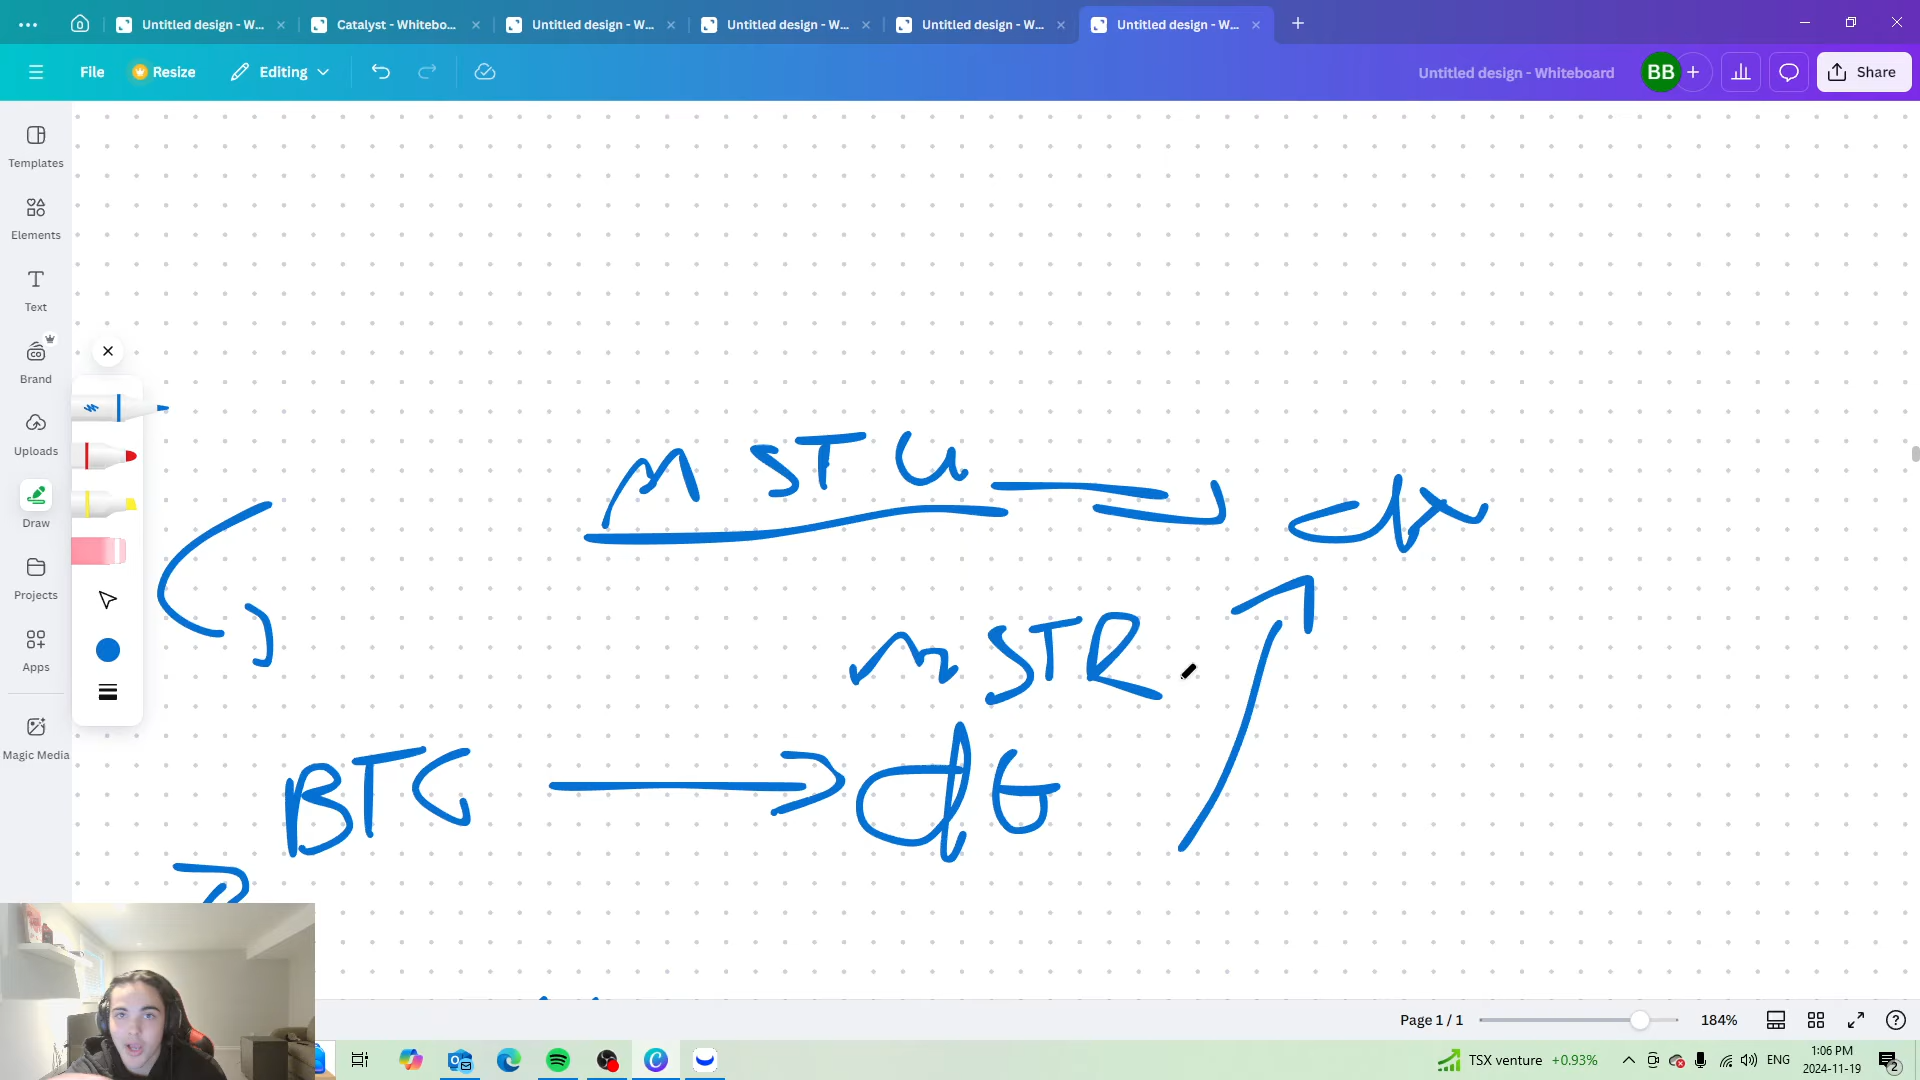 Untitled design - W...
Catalyst - Whitebo...
Untitled design - W...
Untitled design - W...
Untitled design - W...
Untitled design - W...
File
Resize
Editing
Untitled design - Whiteboard
BB
Share
Templates
Elements
Text
Brand
Uploads
Draw
Projects
Apps
Magic Media
MSTU
MSTR
BTC
Page 1 / 1
184%
TSX venture +0.93%
ENG
1:06 PM
2024-11-19
2